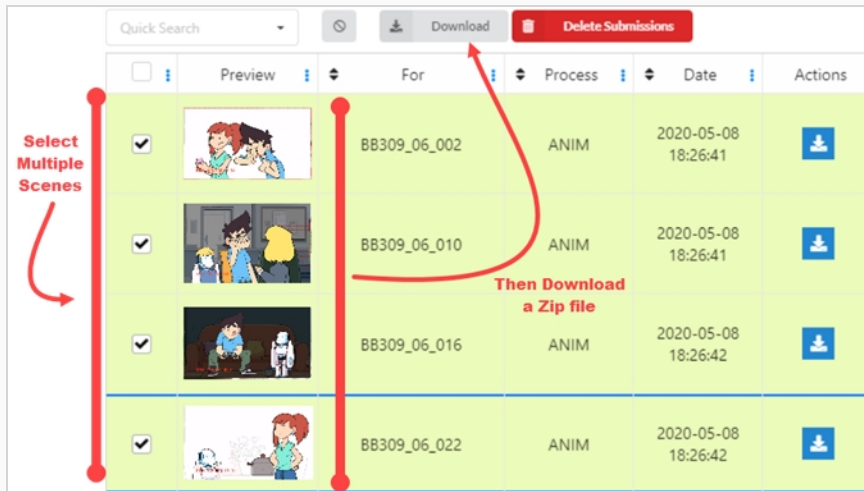 Quick Search
Download
Delete Submissions
Preview
For
Process
Date
Actions
Select
Multiple
Scenes
BB309_06_002
ANIM
2020-05-08
18:26:41
BB309_06_010
ANIM
2020-05-08
18:26:41
Then Download
a Zip file
BB309_06_016
ANIM
2020-05-08
18:26:42
BB309_06_022
ANIM
2020-05-08
18:26:42